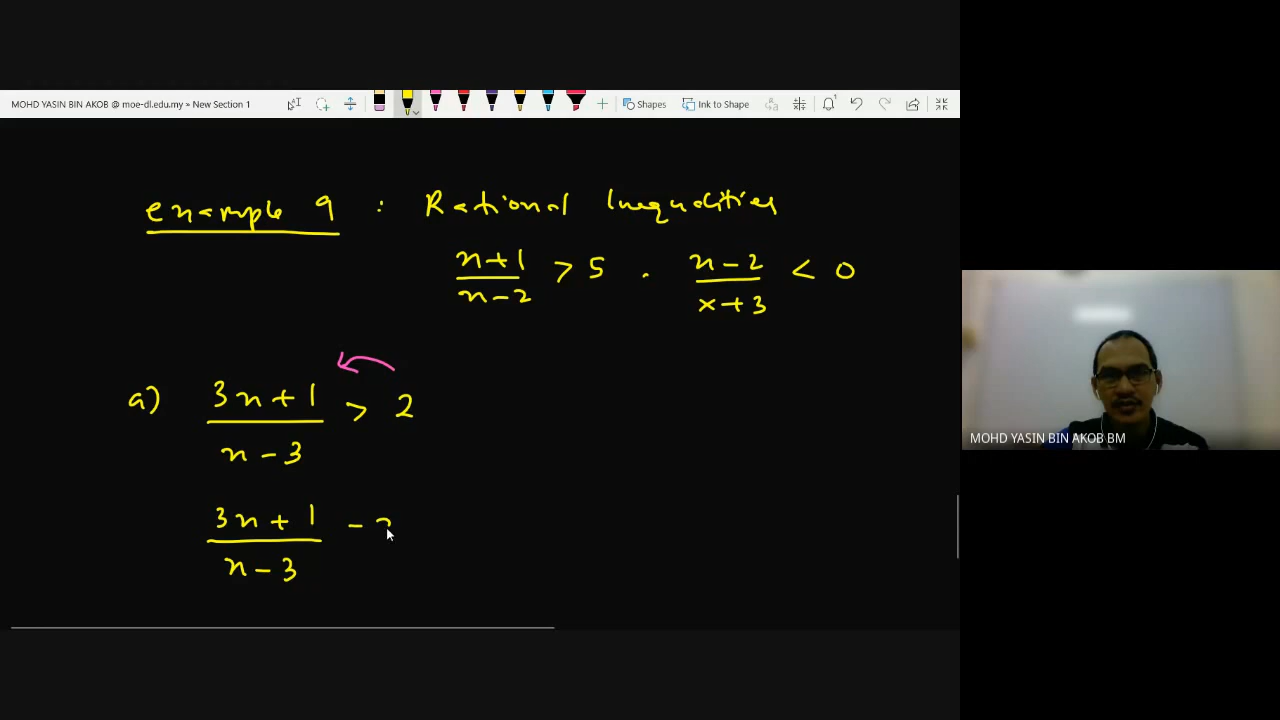 MOHD YASIN BIN AKOB @ moe-dl.edu.my » New Section 1
Shapes
Ink to Shape
example 9 : Rational Inequalities
x+1 / x-2 > 5 . x-2 / x+3 < 0
a) 3x+1 / x-3 > 2
3x+1 / x-3 - 2
MOHD YASIN BIN AKOB BM